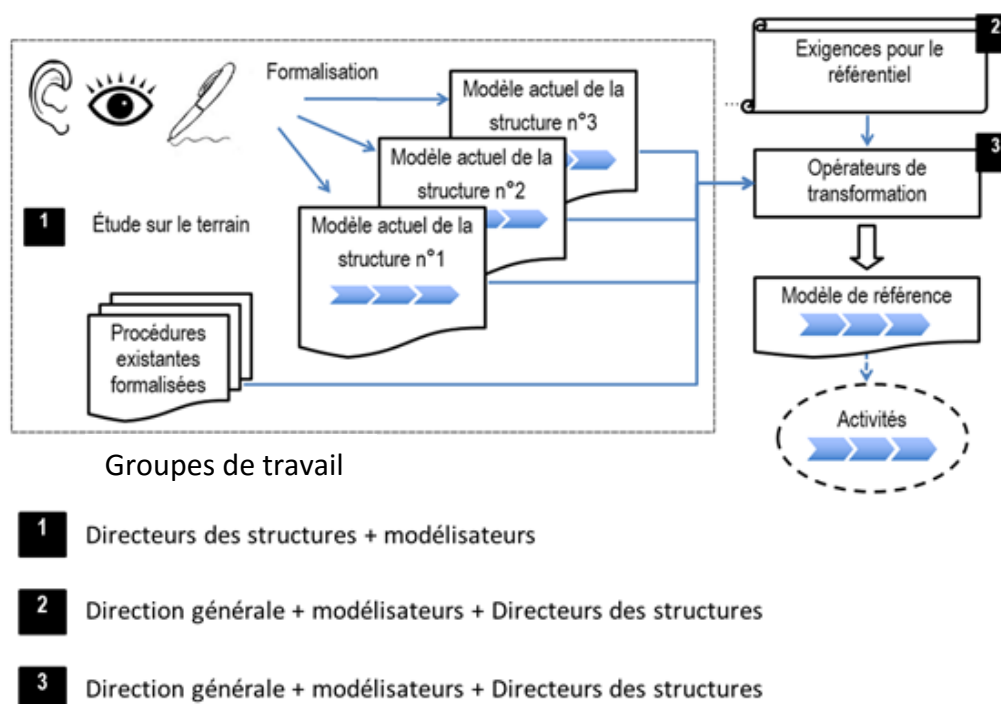 Formalisation
Modèle actuel de la
structure n°3
Modèle actuel de la
structure n°2
Modèle actuel de la
structure n°1
1
Étude sur le terrain
Procédures
existantes
formalisées
2
Exigences pour le
référentiel
...
3
Opérateurs de
transformation
Modèle de référence
Activités
Groupes de travail
1
Directeurs des structures + modélisateurs
2
Direction générale + modélisateurs + Directeurs des structures
3
Direction générale + modélisateurs + Directeurs des structures